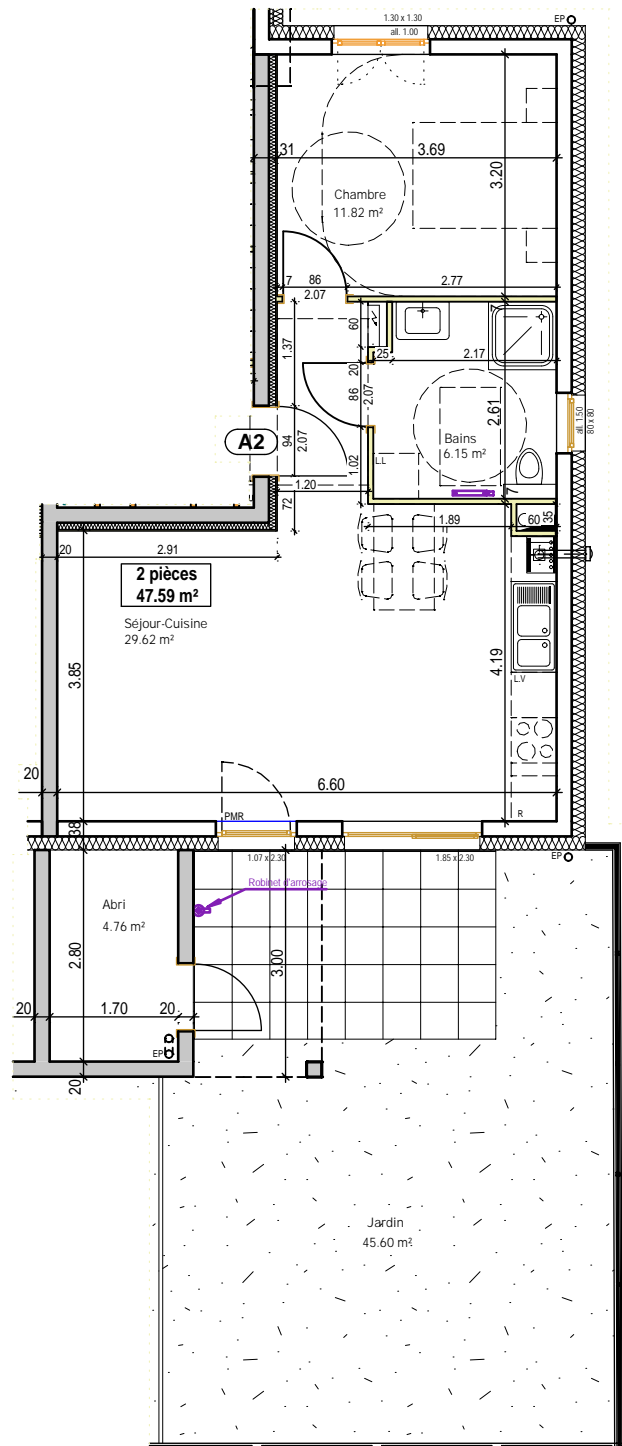 1.30 x 1.30
all. 1.00
EP
31
3.69
3.20
Chambre
11.82 m²
7
86
2.07
2.77
7
60
1.37
25
2.17
20
86
2.07
2.61
all. 1.50
80 x 80
A2
94
2.07
Bains
6.15 m²
1.02
L.L
1.20
72
7
1.89
60
35
20
2.91
2 pièces
47.59 m²
Séjour-Cuisine
29.62 m²
3.85
4.19
L.V
20
6.60
PMR
R
38
1.07 x 2.30
1.85 x 2.30
EP
Robinet d'arrosage
Abri
4.76 m²
2.80
3.00
20
1.70
20
EP
20
Jardin
45.60 m²